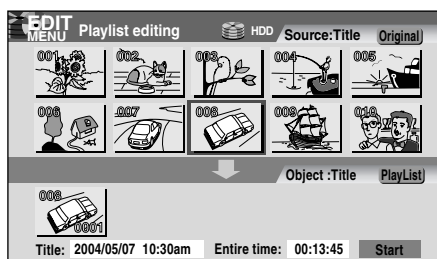 EDIT
MENU Playlist editing HDD Source:Title Original
001 002 003 004 005
006 007 008 009 010
Object :Title PlayList
008
0001
Title: 2004/05/07 10:30am Entire time: 00:13:45 Start